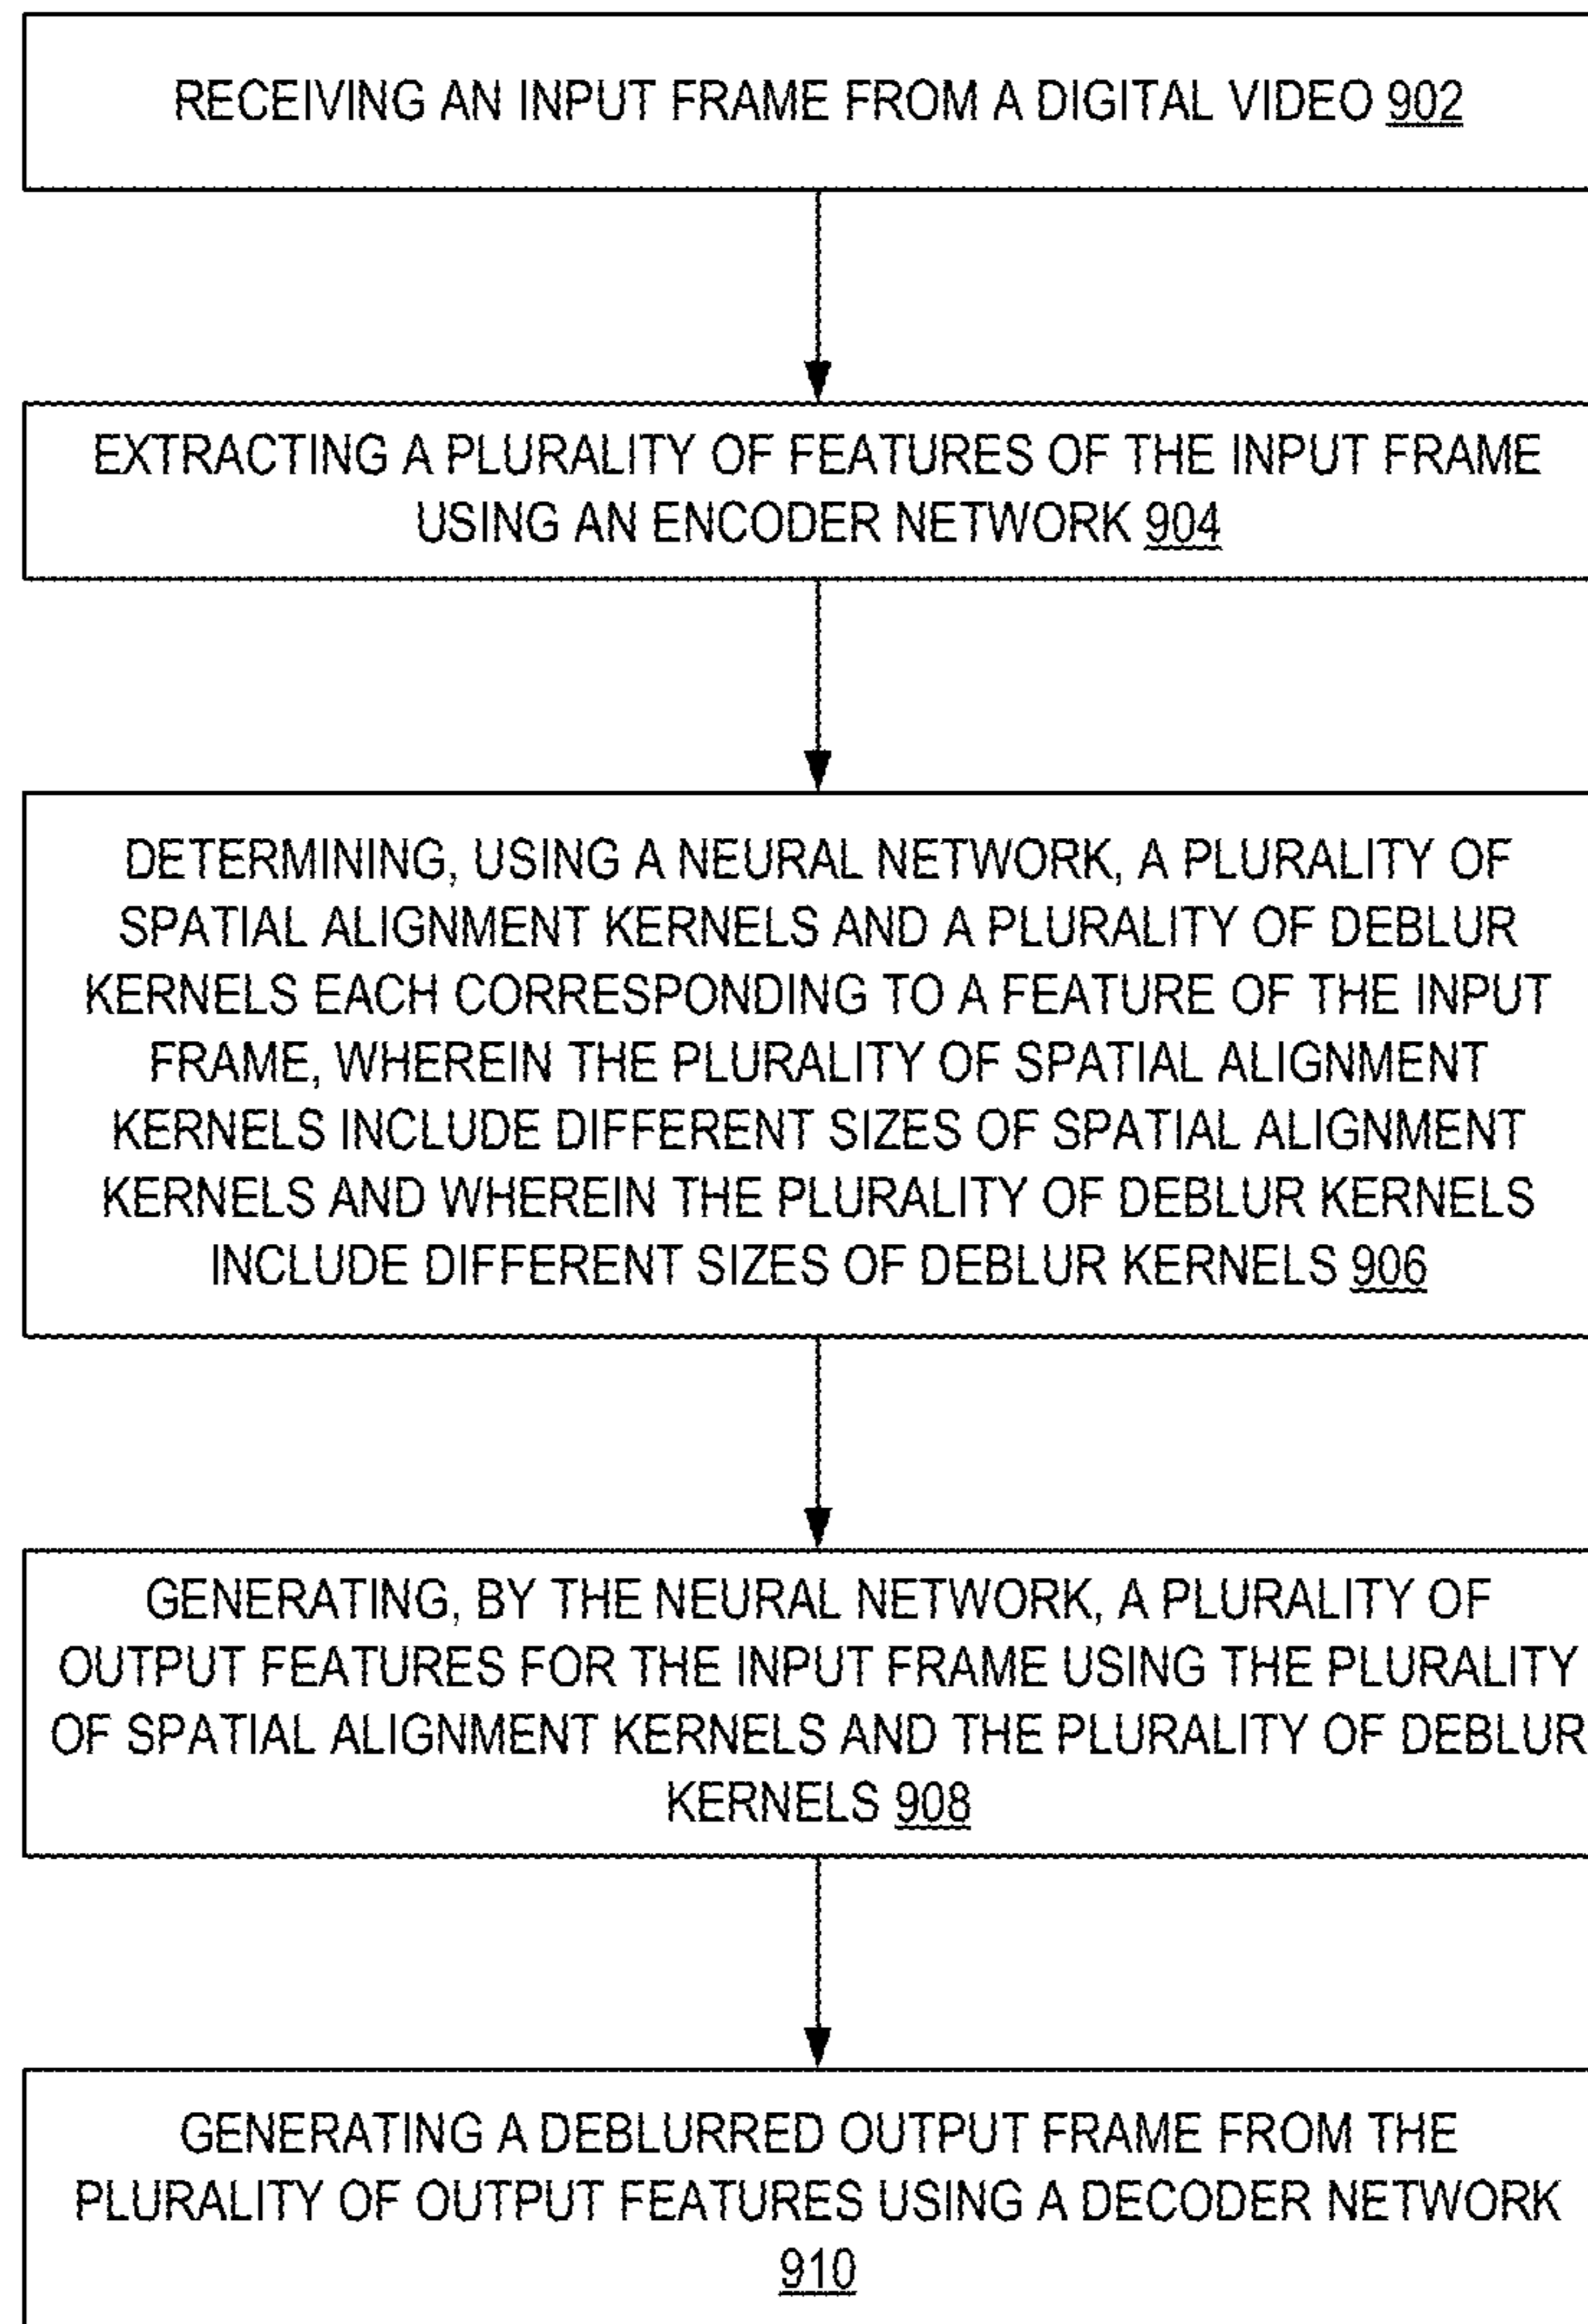 RECEIVING AN INPUT FRAME FROM A DIGITAL VIDEO 902
EXTRACTING A PLURALITY OF FEATURES OF THE INPUT FRAME
USING AN ENCODER NETWORK 904
DETERMINING, USING A NEURAL NETWORK, A PLURALITY OF
SPATIAL ALIGNMENT KERNELS AND A PLURALITY OF DEBLUR
KERNELS EACH CORRESPONDING TO A FEATURE OF THE INPUT
FRAME, WHEREIN THE PLURALITY OF SPATIAL ALIGNMENT
KERNELS INCLUDE DIFFERENT SIZES OF SPATIAL ALIGNMENT
KERNELS AND WHEREIN THE PLURALITY OF DEBLUR KERNELS
INCLUDE DIFFERENT SIZES OF DEBLUR KERNELS 906
GENERATING, BY THE NEURAL NETWORK, A PLURALITY OF
OUTPUT FEATURES FOR THE INPUT FRAME USING THE PLURALITY
OF SPATIAL ALIGNMENT KERNELS AND THE PLURALITY OF DEBLUR
KERNELS 908
GENERATING A DEBLURRED OUTPUT FRAME FROM THE
PLURALITY OF OUTPUT FEATURES USING A DECODER NETWORK
910